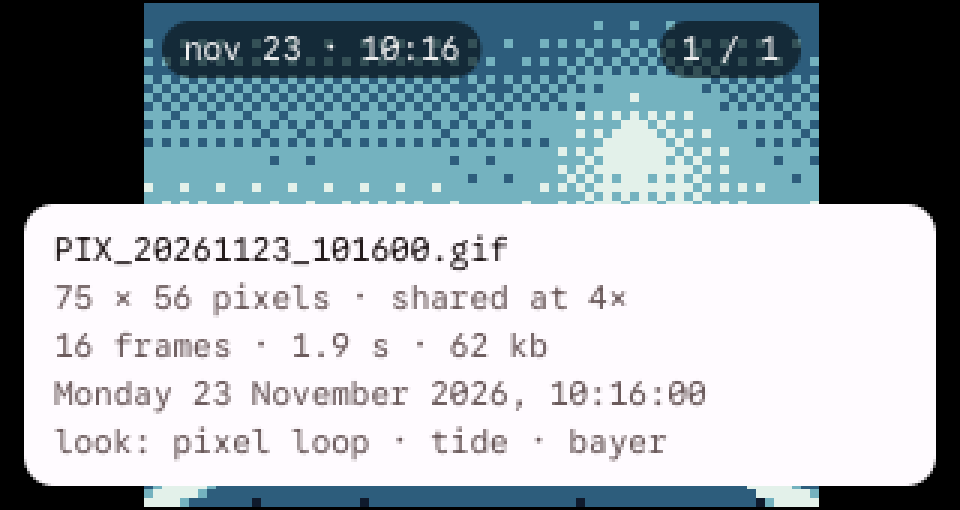 nov 23 · 10:16
1 / 1
PIX_20261123_101600.gif
75 × 56 pixels · shared at 4×
16 frames · 1.9 s · 62 kb
Monday 23 November 2026, 10:16:00
look: pixel loop · tide · bayer